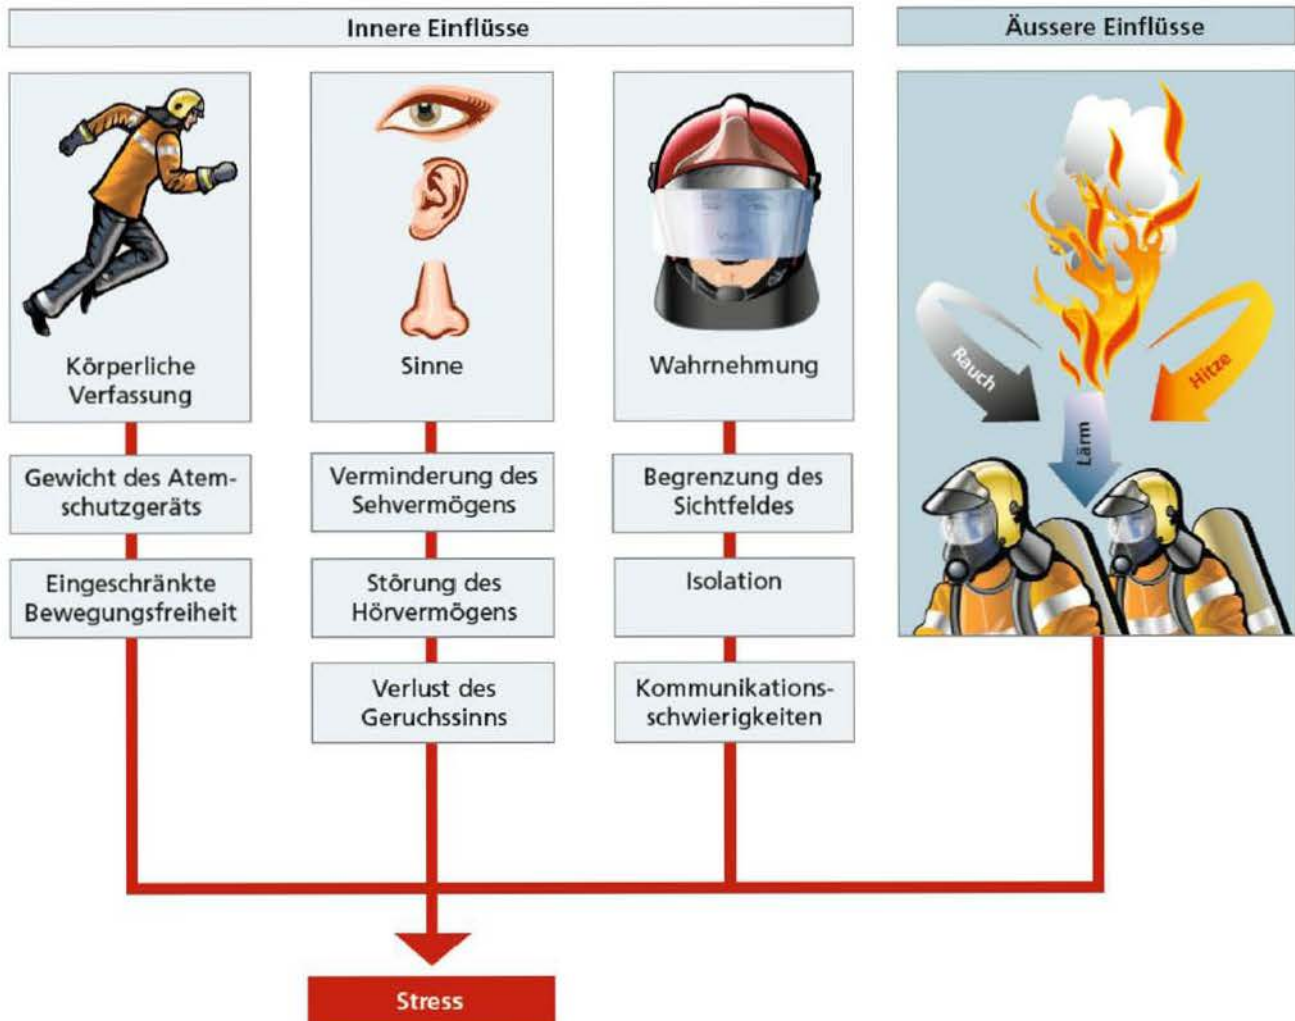 Innere Einflüsse
Äussere Einflüsse
Körperliche
Verfassung
Gewicht des Atem-
schutzgeräts
Eingeschränkte
Bewegungsfreiheit
Sinne
Verminderung des
Sehvermögens
Störung des
Hörvermögens
Verlust des
Geruchssinns
Wahrnehmung
Begrenzung des
Sichtfeldes
Isolation
Kommunikations-
schwierigkeiten
Rauch
Hitze
Lärm
Stress